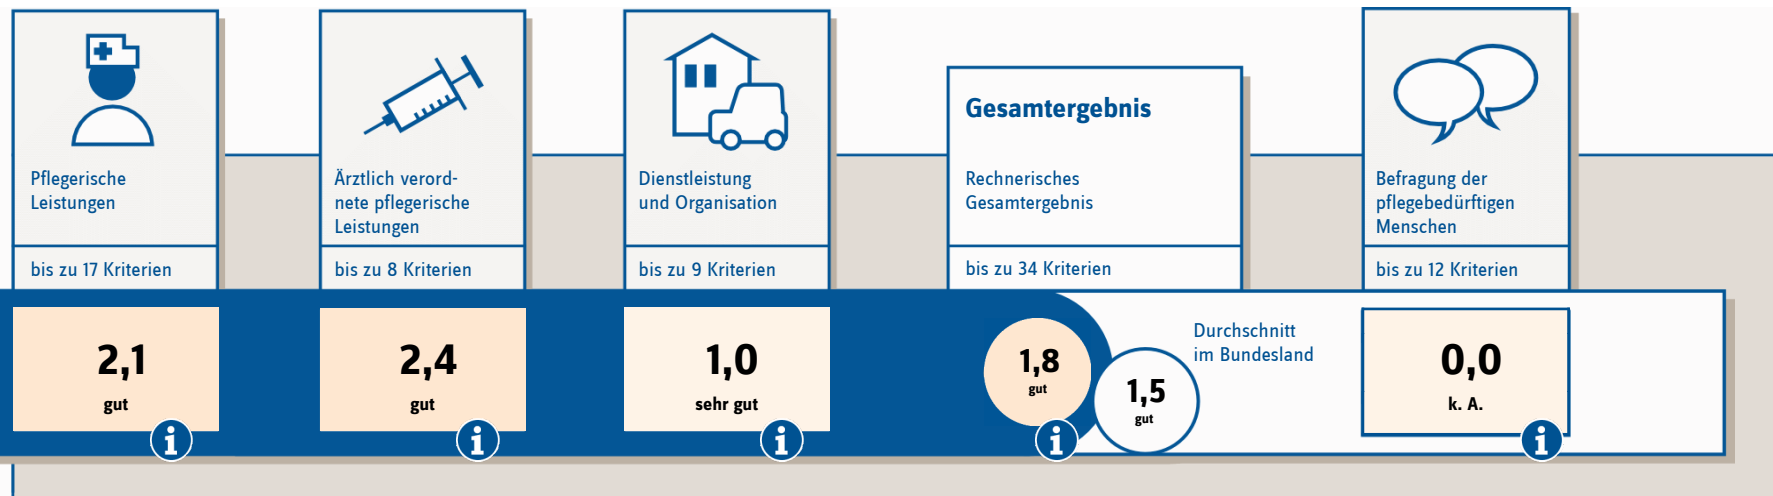 Pflegerische
Leistungen
bis zu 17 Kriterien
2,1
gut
Ärztlich verord-
nete pflegerische
Leistungen
bis zu 8 Kriterien
2,4
gut
Dienstleistung
und Organisation
bis zu 9 Kriterien
1,0
sehr gut
Gesamtergebnis
Rechnerisches
Gesamtergebnis
bis zu 34 Kriterien
1,8
gut
1,5
gut
Durchschnitt
im Bundesland
Befragung der
pflegebedürftigen
Menschen
bis zu 12 Kriterien
0,0
k. A.